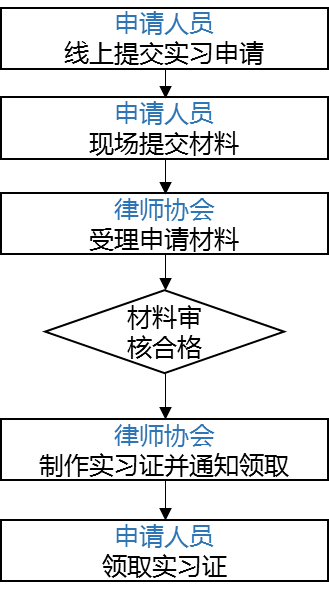 申请人员
线上提交实习申请
申请人员
现场提交材料
律师协会
受理申请材料
材料审
核合格
律师协会
制作实习证并通知领取
申请人员
领取实习证